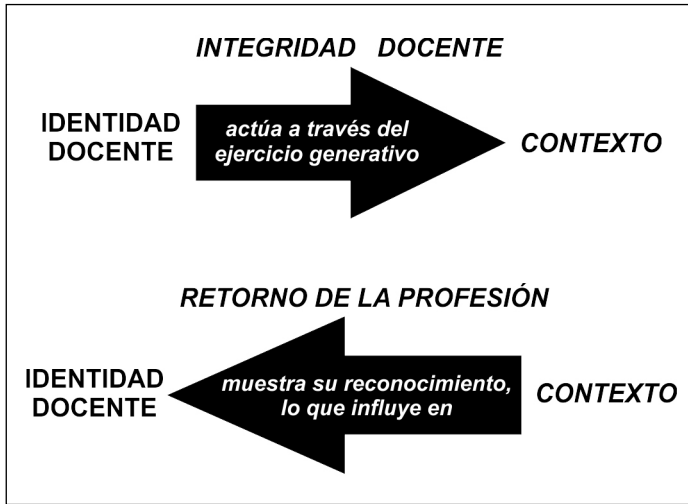 INTEGRIDAD DOCENTE
IDENTIDAD
DOCENTE
actúa a través del
ejercicio generativo
CONTEXTO
RETORNO DE LA PROFESIÓN
IDENTIDAD
DOCENTE
muestra su reconocimiento,
lo que influye en
CONTEXTO